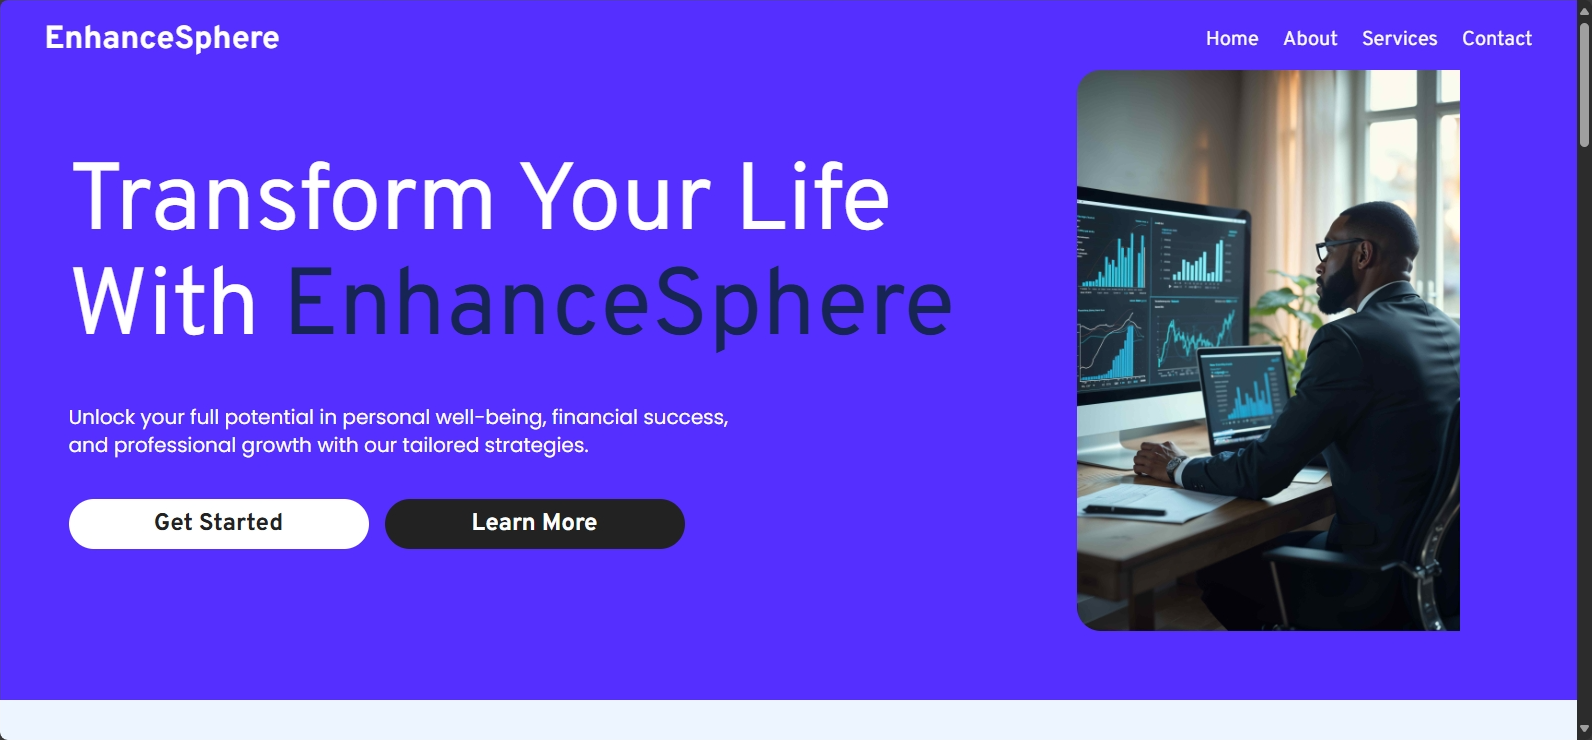 EnhanceSphere
Home About Services Contact
Transform Your Life
With EnhanceSphere
Unlock your full potential in personal well-being, financial success,
and professional growth with our tailored strategies.
Get Started
Learn More